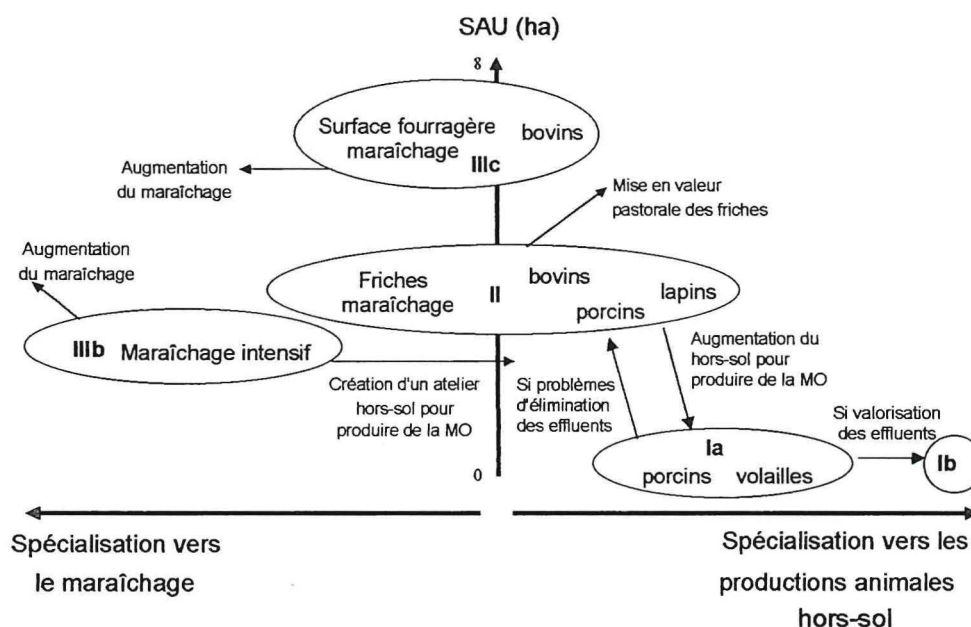 SAU (ha)
8
Surface fourragère bovins
maraîchage
IIIc
Augmentation
du maraîchage
Mise en valeur
pastorale des friches
Augmentation
du maraîchage
Friches
maraîchage
II
bovins
porcins
lapins
IIIb Maraîchage intensif
Création d'un atelier
hors-sol pour
produire de la MO
Si problèmes
d'élimination
des effluents
Augmentation du
hors-sol pour
produire de la MO
Si valorisation
des effluents
Ia
porcins volailles
Ib
0
Spécialisation vers
le maraîchage
Spécialisation vers les
productions animales
hors-sol